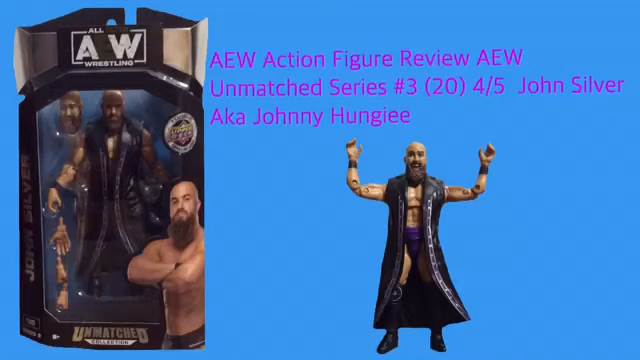 ALL
AEW
WRESTLING
AEW Action Figure Review AEW
Unmatched Series #3 (20) 4/5 John Silver
Aka Johnny Hungiee
JOHN SILVER
UNMATCHED
COLLECTION